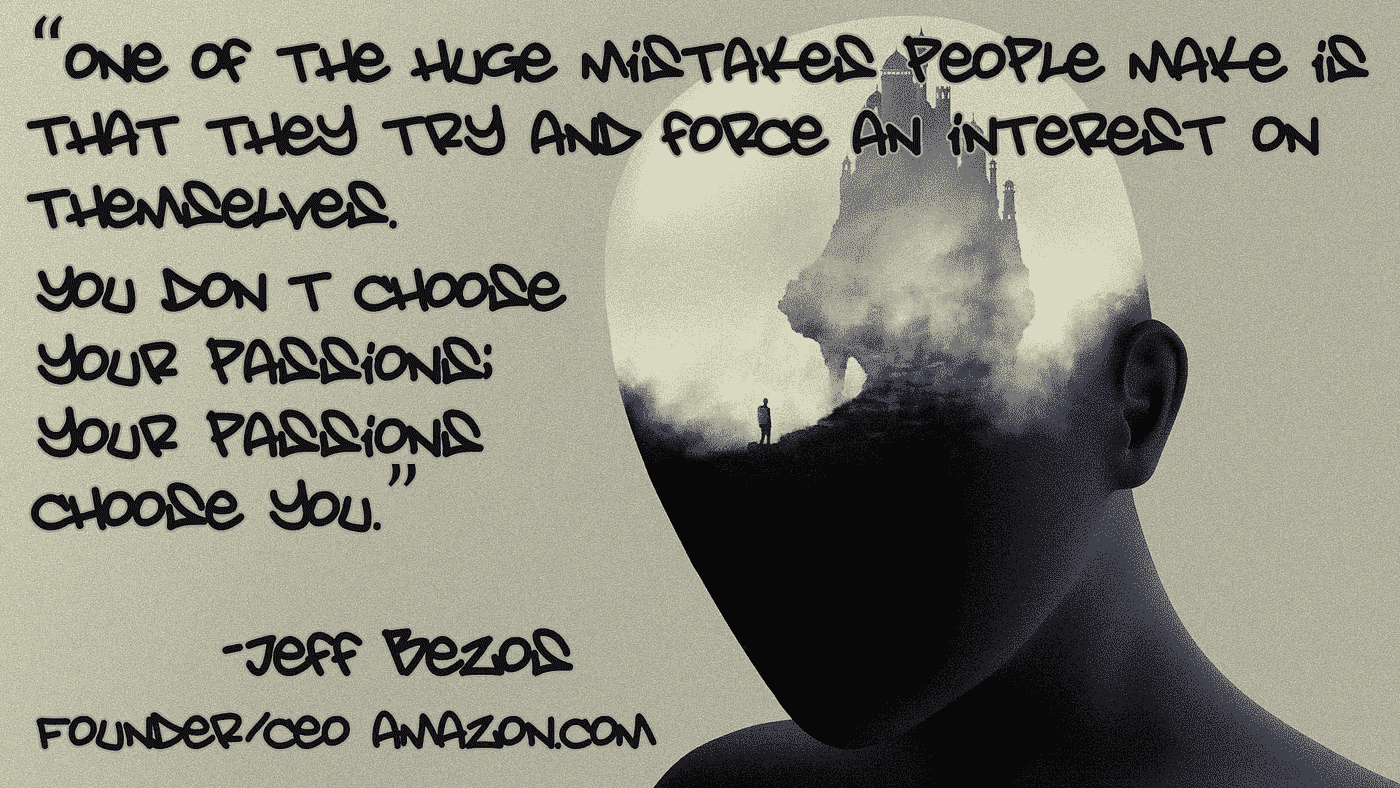 “ONE OF THE HUGE MISTAKES PEOPLE MAKE IS
THAT THEY TRY AND FORCE AN INTEREST ON
THEMSELVES.
YOU DON T CHOOSE
YOUR PASSIONS;
YOUR PASSIONS
CHOOSE YOU.”
-JEFF BEZOS
FOUNDER/CEO AMAZON.COM